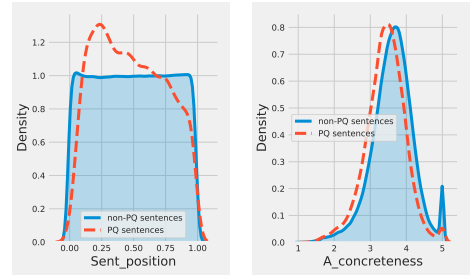 1.2
1.0
0.8
0.6
0.4
0.2
0.0
Density
non-PQ sentences
PQ sentences
0.00 0.25 0.50 0.75 1.00
Sent_position
0.8
0.7
0.6
0.5
0.4
0.3
0.2
0.1
0.0
Density
non-PQ sentences
PQ sentences
1 2 3 4 5
A_concreteness